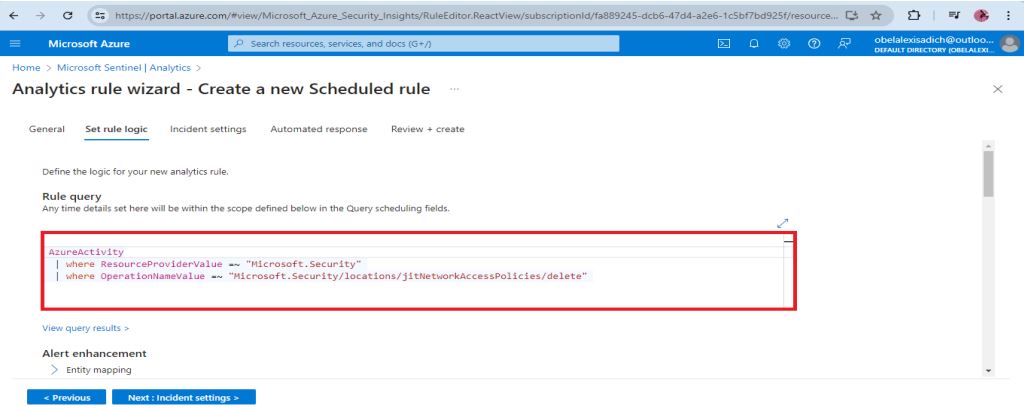 https://portal.azure.com/#view/Microsoft_Azure_Security_Insights/RuleEditor.ReactView/subscriptionId/fa889245-dcb6-47d4-a2e6-1c5bf7bd925f/resource...
Microsoft Azure
Search resources, services, and docs (G+/)
obelalexisadich@outloo...
DEFAULT DIRECTORY (OBELALEXI...
Home > Microsoft Sentinel | Analytics >
Analytics rule wizard - Create a new Scheduled rule ...
General Set rule logic Incident settings Automated response Review + create
Define the logic for your new analytics rule.
Rule query
Any time details set here will be within the scope defined below in the Query scheduling fields.
AzureActivity
| where ResourceProviderValue =~ "Microsoft.Security"
| where OperationNameValue =~ "Microsoft.Security/locations/jitNetworkAccessPolicies/delete"
View query results >
Alert enhancement
Entity mapping
< Previous Next : Incident settings >